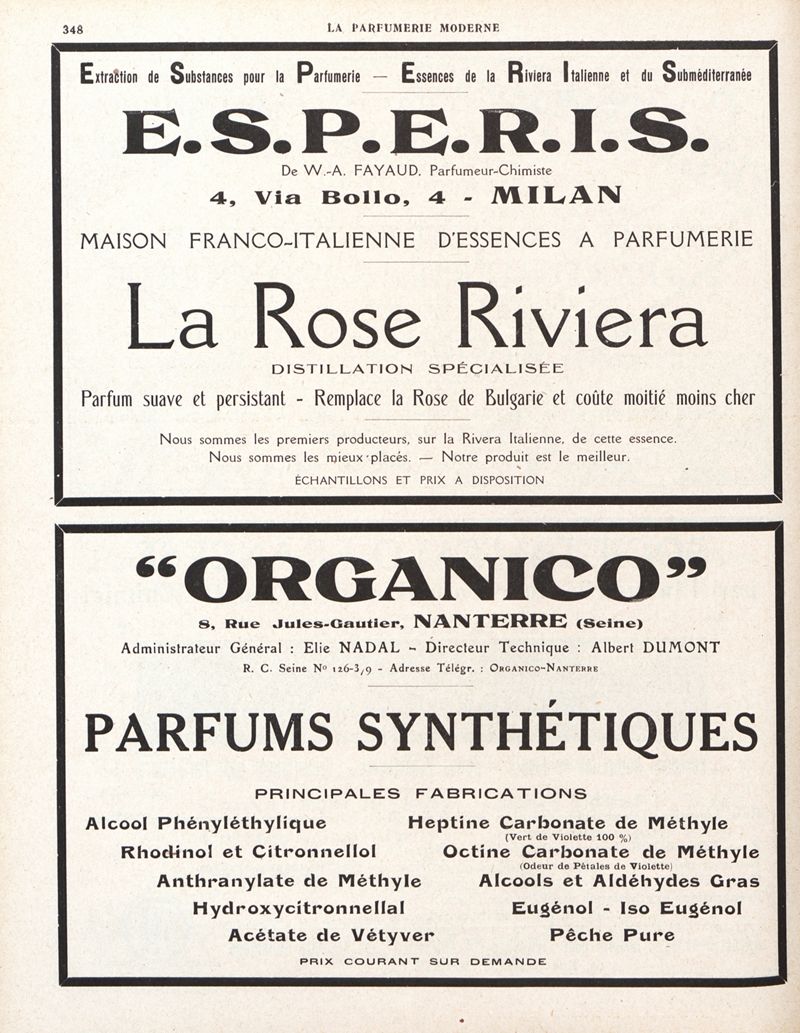 348
LA PARFUMERIE MODERNE
Extraction de Substances pour la Parfumerie — Essences de la Riviera Italienne et du Subméditerranée
E.S.P.E.R.I.S.
De W.-A. FAYAUD. Parfumeur-Chimiste
4, Via Bollo, 4 - MILAN
MAISON FRANCO-ITALIENNE D'ESSENCES A PARFUMERIE
La Rose Riviera
DISTILLATION SPÉCIALISÉE
Parfum suave et persistant - Remplace la Rose de Bulgarie et coûte moitié moins cher
Nous sommes les premiers producteurs, sur la Rivera Italienne, de cette essence.
Nous sommes les mieux placés. — Notre produit est le meilleur.
ÉCHANTILLONS ET PRIX A DISPOSITION
“ORGANICO”
8, Rue Jules-Gautier, NANTERRE (Seine)
Administrateur Général : Elie NADAL - Directeur Technique : Albert DUMONT
R. C. Seine Nº 126-3/9 - Adresse Télégr. : ORGANICO-NANTERRE
PARFUMS SYNTHÉTIQUES
PRINCIPALES FABRICATIONS
Alcool Phényléthylique
Rhodinol et Citronnellol
Anthranylate de Méthyle
Hydroxycitronnellal
Acétate de Vétyver
Heptine Carbonate de Méthyle
(Vert de Violette 100 %)
Octine Carbonate de Méthyle
(Odeur de Pétales de Violette)
Alcools et Aldéhydes Gras
Eugénol - Iso Eugénol
Pêche Pure
PRIX COURANT SUR DEMANDE